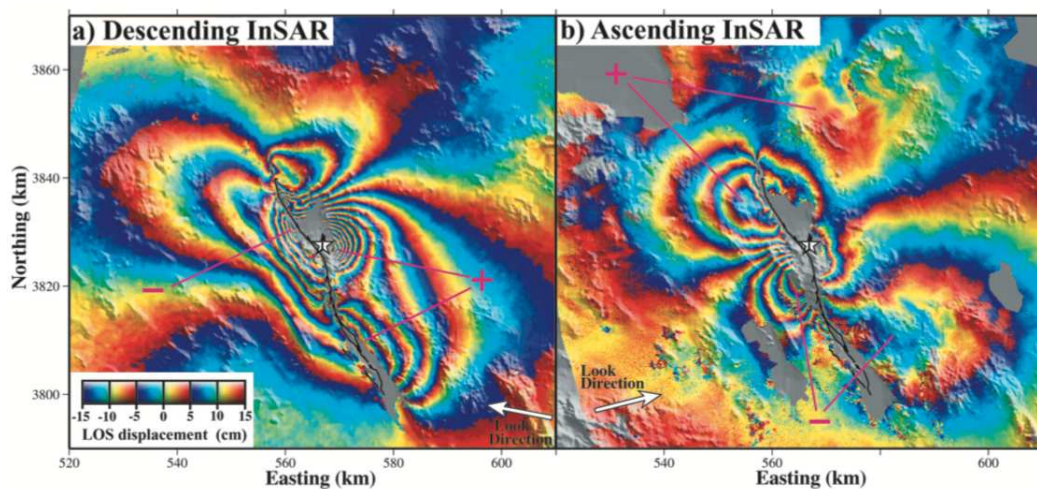 a) Descending InSAR
b) Ascending InSAR
Northing (km)
3860
3840
3820
3800
+
−
+
−
Look
Direction
Look
Direction
-15 -10 -5 0 5 10 15
LOS displacement (cm)
520 540 560 580 600
540 560 580 600
Easting (km)
Easting (km)